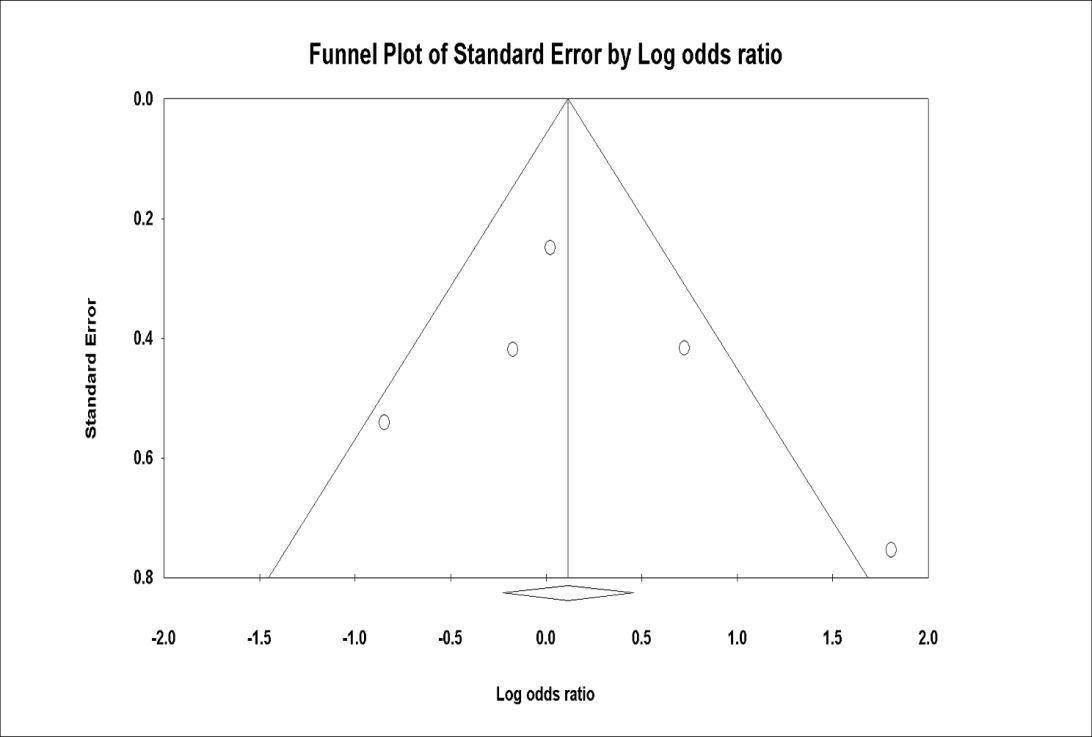 Funnel Plot of Standard Error by Log odds ratio
0.0
0.2
0.4
0.6
0.8
Standard Error
-2.0 -1.5 -1.0 -0.5 0.0 0.5 1.0 1.5 2.0
Log odds ratio